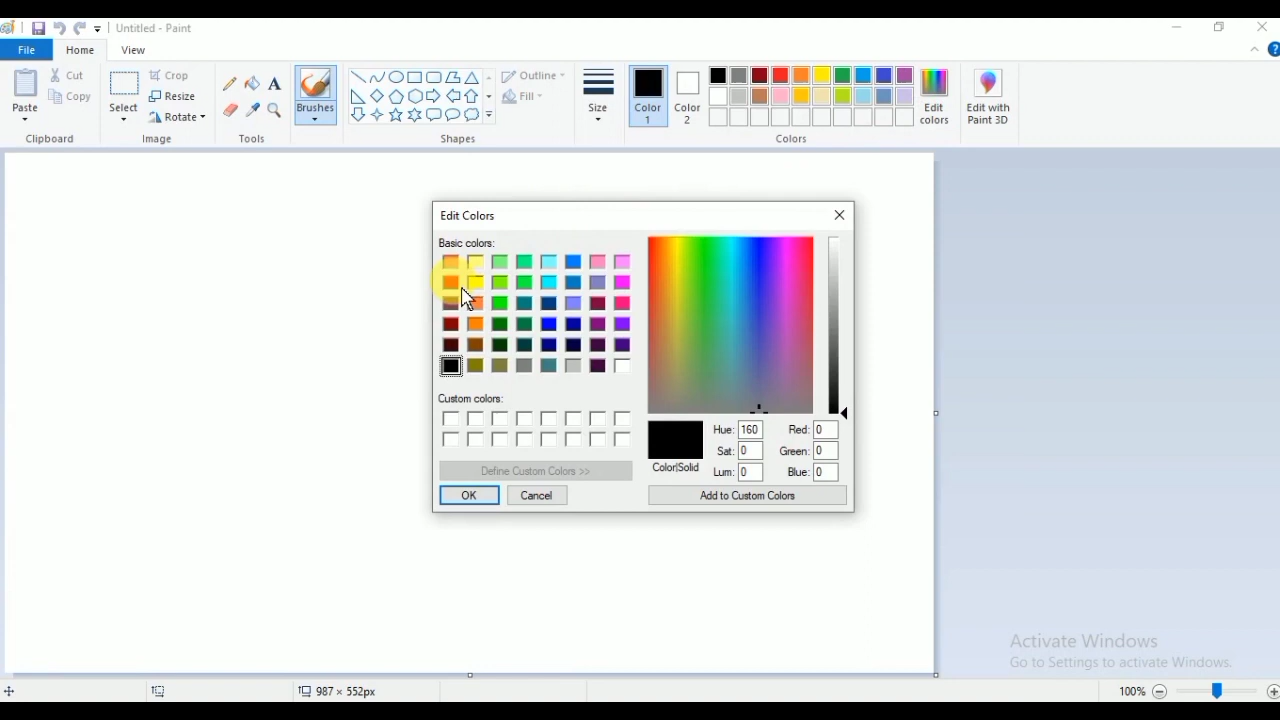 Untitled - Paint
File
Home
View
Paste
Cut
Copy
Clipboard
Select
Crop
Resize
Rotate
Image
Tools
Brushes
Outline
Fill
Shapes
Size
Color
1
Color
2
Edit
colors
Colors
Edit with
Paint 3D
Edit Colors
Basic colors:
Custom colors:
Define Custom Colors >>
OK
Cancel
Color|Solid
Hue: 160
Sat: 0
Lum: 0
Red: 0
Green: 0
Blue: 0
Add to Custom Colors
Activate Windows
Go to Settings to activate Windows.
987 × 552px
100%